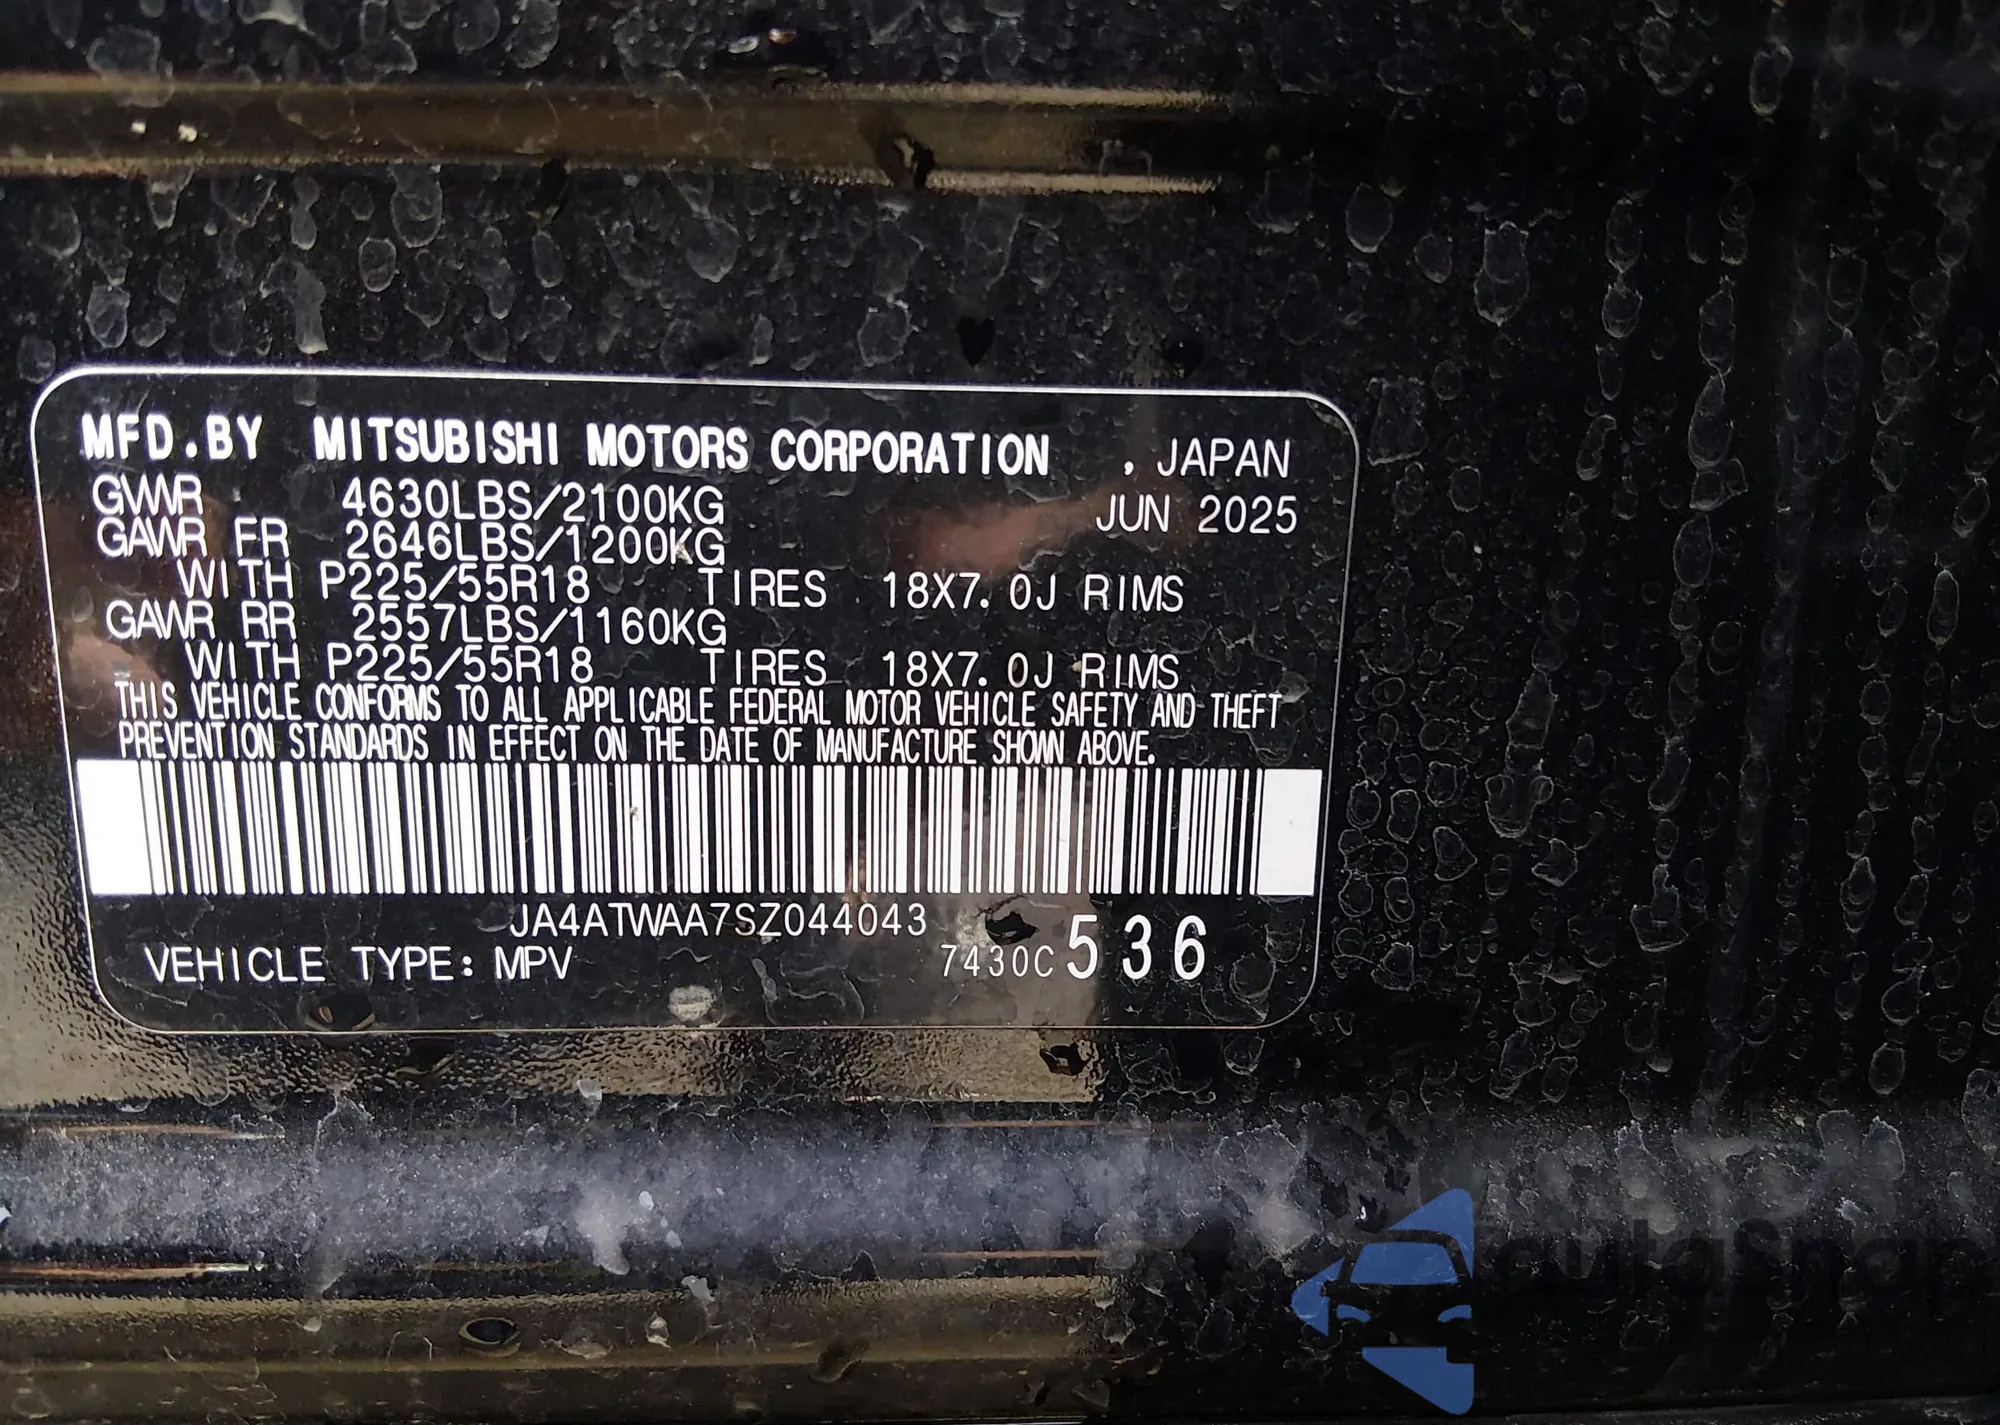 MFD.BY MITSUBISHI MOTORS CORPORATION , JAPAN
GVWR 4630LBS/2100KG JUN 2025
GAWR FR 2646LBS/1200KG
WITH P225/55R18 TIRES 18X7.0J RIMS
GAWR RR 2557LBS/1160KG
WITH P225/55R18 TIRES 18X7.0J RIMS
THIS VEHICLE CONFORMS TO ALL APPLICABLE FEDERAL MOTOR VEHICLE SAFETY AND THEFT
PREVENTION STANDARDS IN EFFECT ON THE DATE OF MANUFACTURE SHOWN ABOVE.
JA4ATWAA7SZ044043
VEHICLE TYPE: MPV 7430C 536